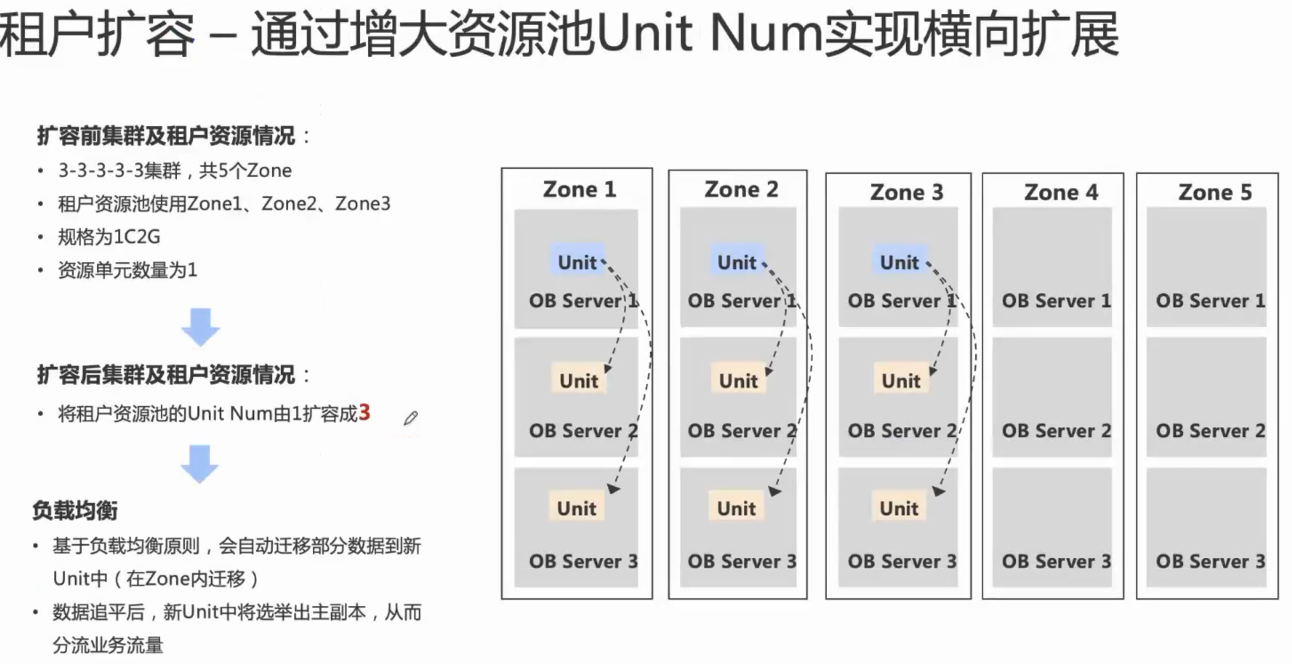 租户扩容 – 通过增大资源池Unit Num实现横向扩展
扩容前集群及租户资源情况：
• 3-3-3-3-3集群，共5个Zone
• 租户资源池使用Zone1、Zone2、Zone3
• 规格为1C2G
• 资源单元数量为1
扩容后集群及租户资源情况：
• 将租户资源池的Unit Num由1扩容成3
负载均衡
• 基于负载均衡原则，会自动迁移部分数据到新
Unit中（在Zone内迁移）
• 数据追平后，新Unit中将选举出主副本，从而
分流业务流量
Zone 1
Unit
OB Server 1
Unit
OB Server 2
Unit
OB Server 3
Zone 2
Unit
OB Server 1
Unit
OB Server 2
Unit
OB Server 3
Zone 3
Unit
OB Server 1
Unit
OB Server 2
Unit
OB Server 3
Zone 4
OB Server 1
OB Server 2
OB Server 3
Zone 5
OB Server 1
OB Server 2
OB Server 3